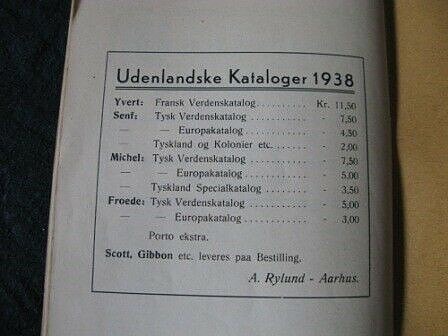 Udenlandske Kataloger 1938
Yvert: Fransk Verdenskatalog........... Kr. 11,50
Senf: Tysk Verdenskatalog............ - 7,50
— — Europakatalog............ - 4,50
— Tyskland og Kolonier etc. .. - 2,00
Michel: Tysk Verdenskatalog............ - 7,50
— — Europakatalog............ - 5,00
— Tyskland Specialkatalog ..... - 3,50
Froede: Tysk Verdenskatalog............ - 5,00
— — Europakatalog............ - 3,00
Porto ekstra.
Scott, Gibbon etc. leveres paa Bestilling.
A. Rylund - Aarhus.